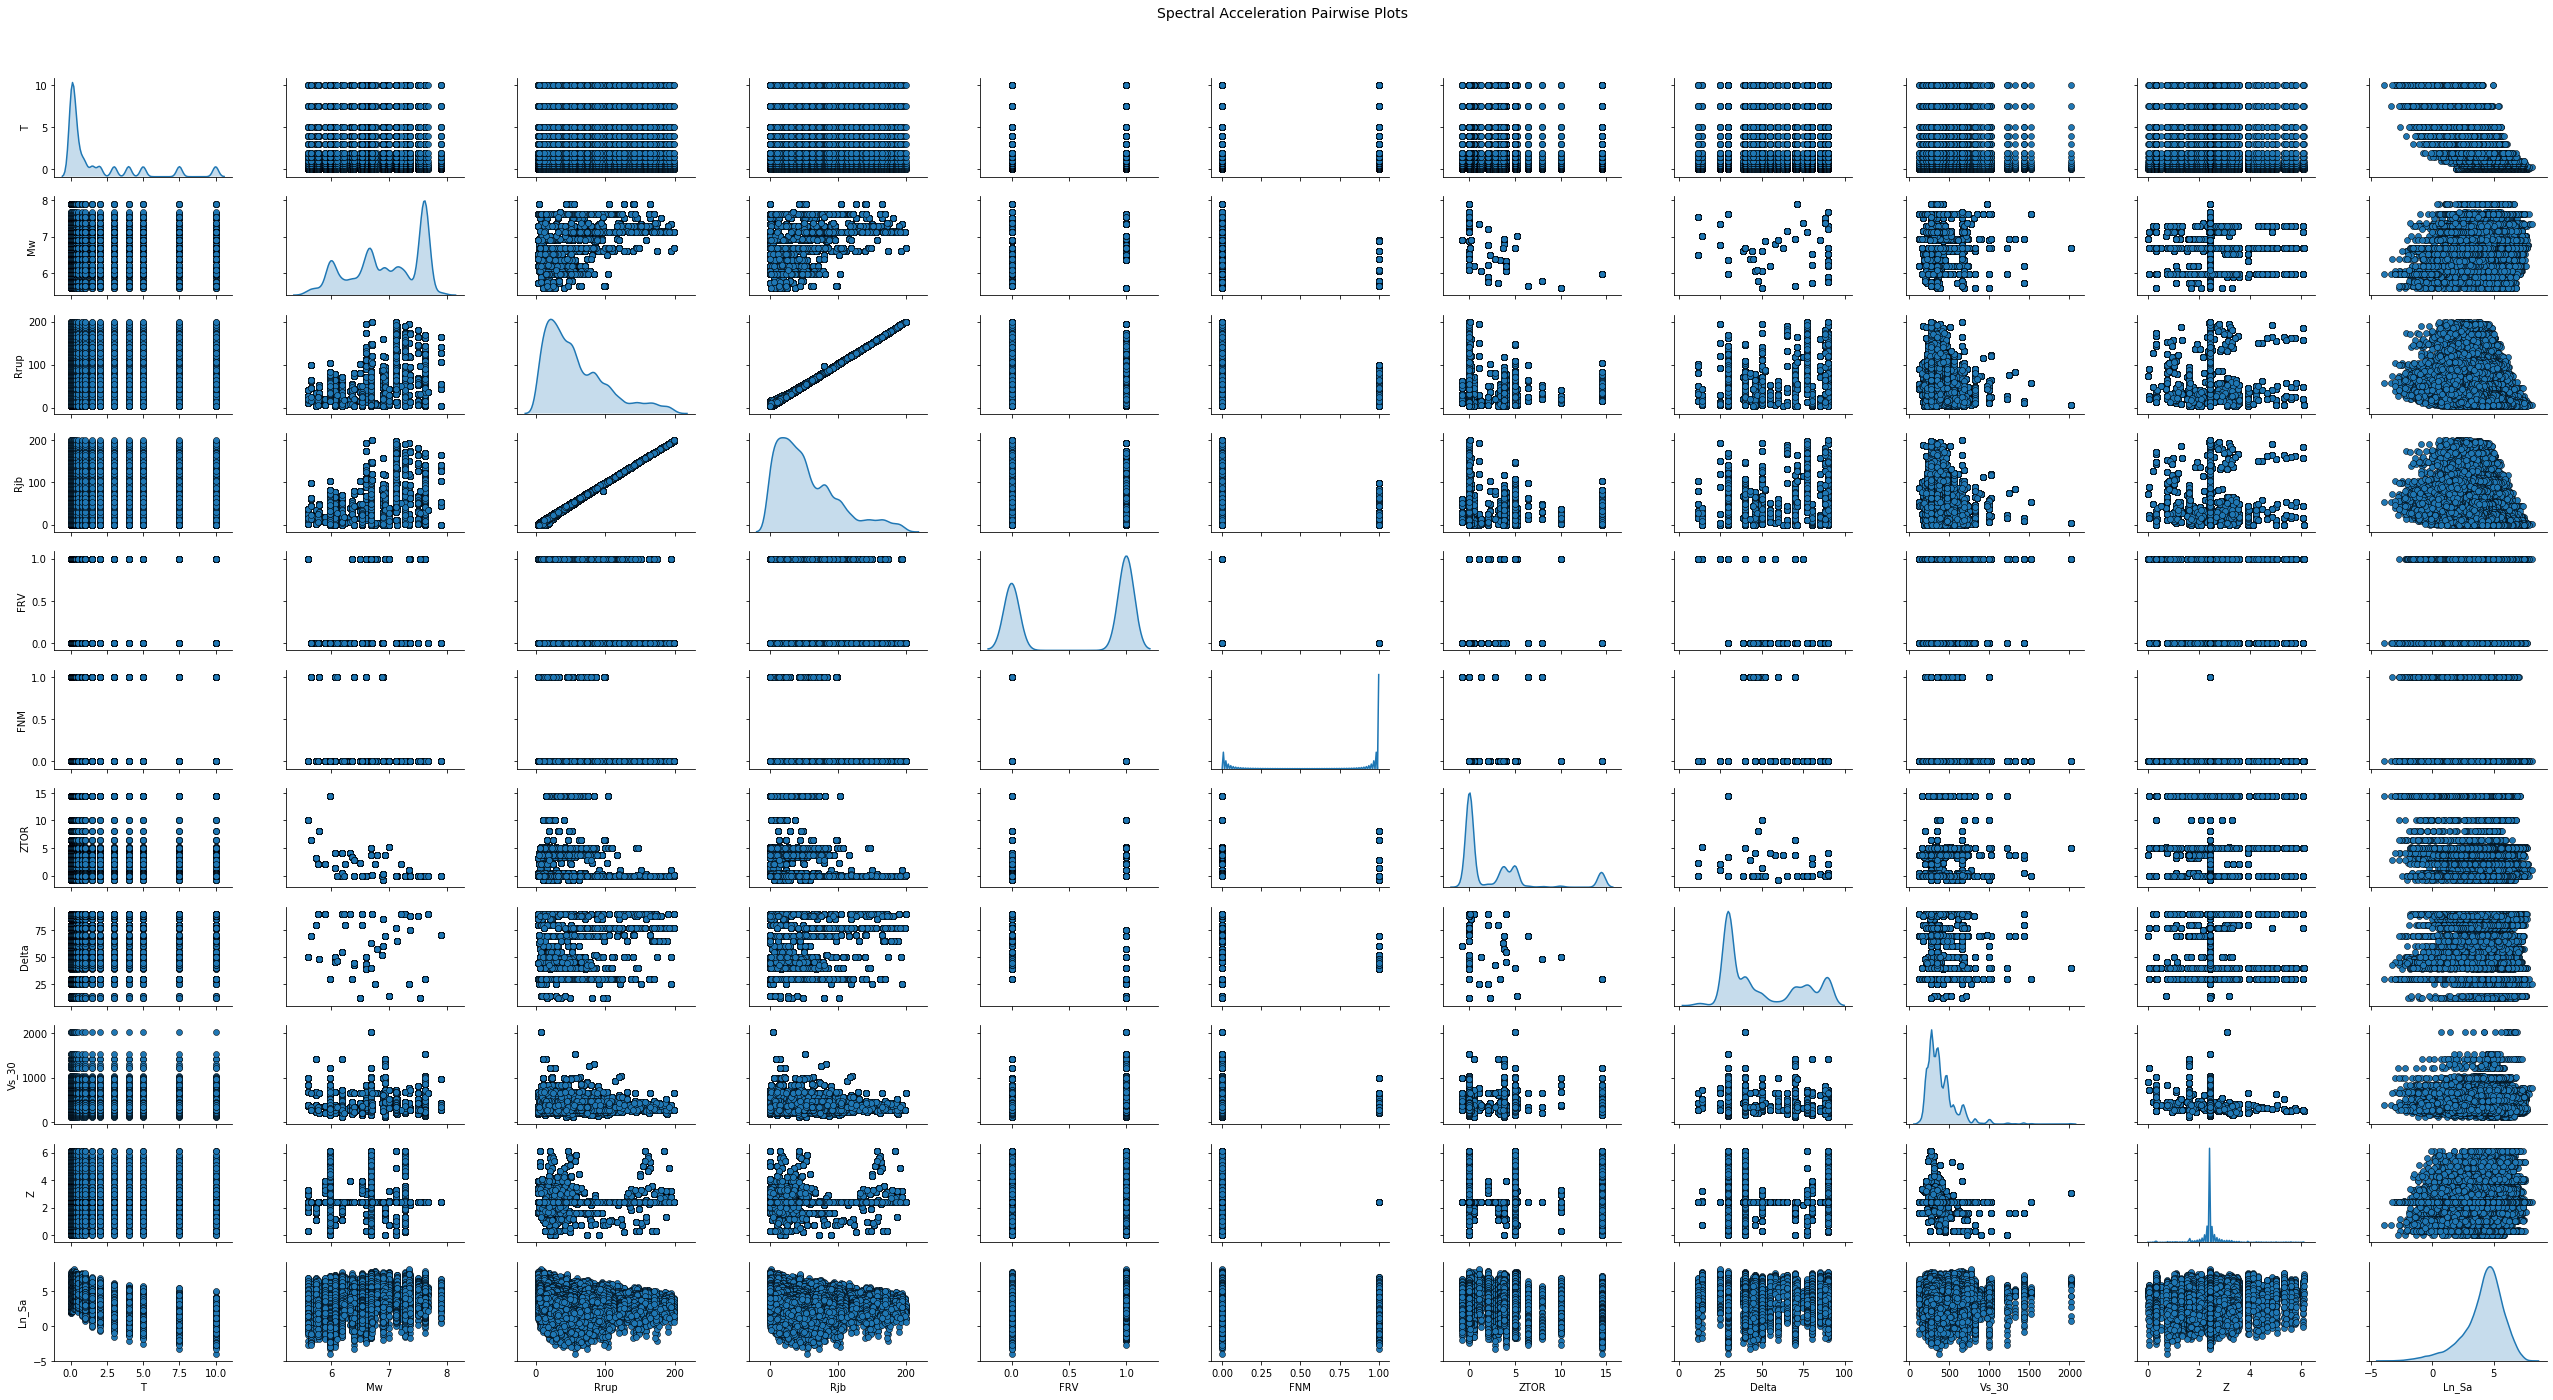 Spectral Acceleration Pairwise Plots
10
5
0
T
8
7
6
Mw
200
100
0
Rrup
200
100
0
Rjb
1.0
0.5
0.0
FRV
1.0
0.5
0.0
FNM
15
10
5
0
ZTOR
75
50
25
Delta
2000
1000
0
Vs_30
6
4
2
0
Z
5
0
−5
Ln_Sa
0.0 2.5 5.0 7.5 10.0 6 7 8 0 100 200 0 100 200 0.0 0.5 1.0 0.00 0.25 0.50 0.75 1.00 0 5 10 15 0 25 50 75 100 0 500 1000 1500 2000 0 2 4 6 −5 0 5
T Mw Rrup Rjb FRV FNM ZTOR Delta Vs_30 Z Ln_Sa